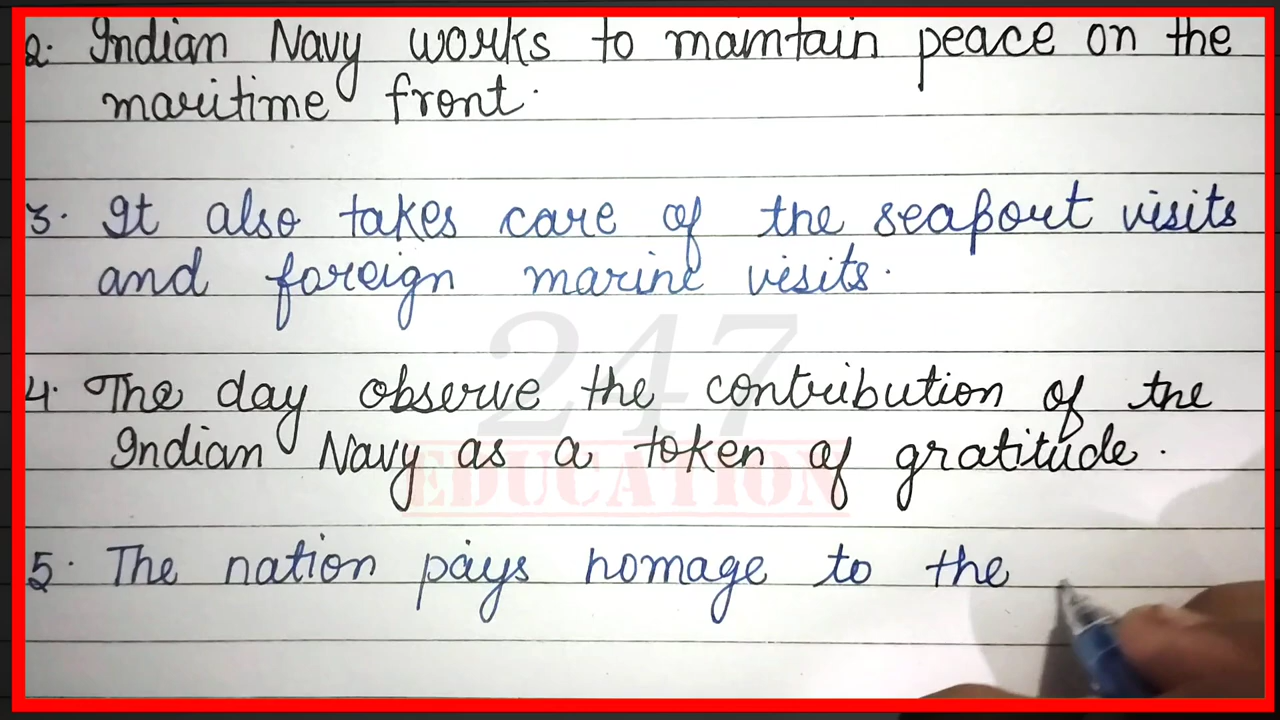 2. Indian Navy works to maintain peace on the
maritime front.
3. It also takes care of the seaport visits
and foreign marine visits.
4. The day observe the contribution of the
Indian Navy as a token of gratitude.
5. The nation pays homage to the
247
EDUCATION